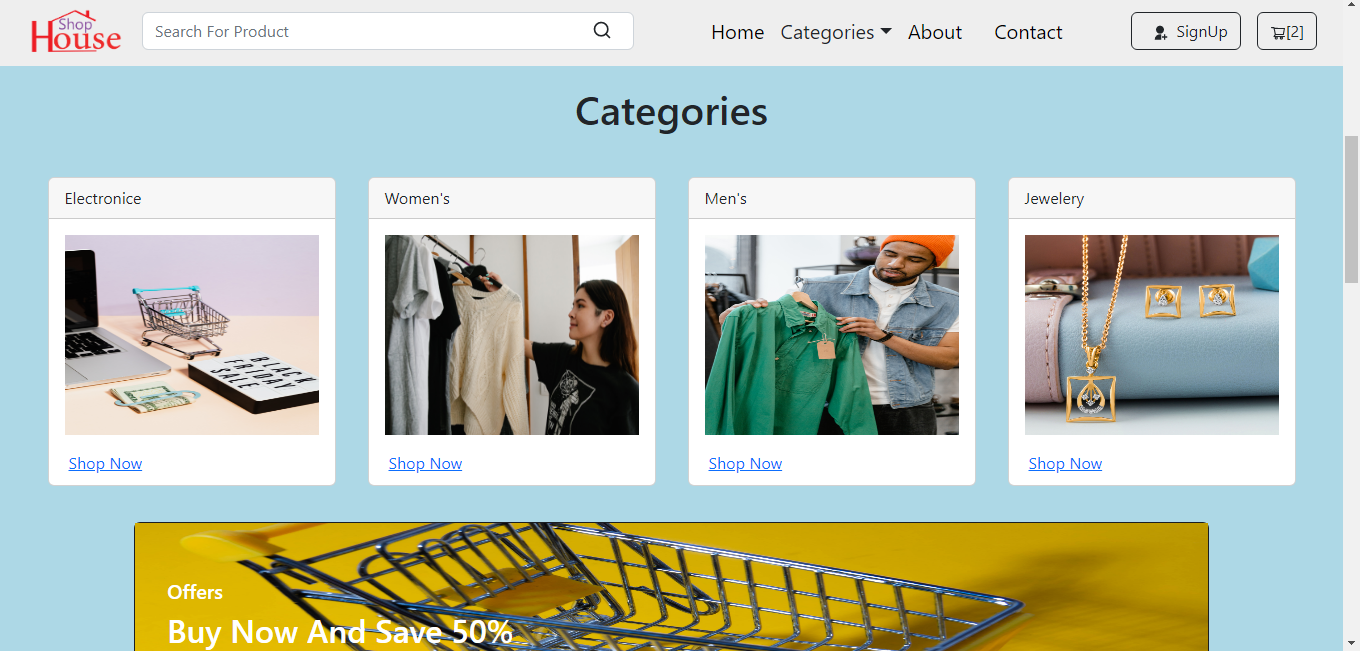 Shop
House
Search For Product
Home Categories About Contact
SignUp
[2]
Categories
Electronice
Women's
Men's
Jewelery
BLACK
FRIDAY
SALE
Shop Now
Shop Now
Shop Now
Shop Now
Offers
Buy Now And Save 50%